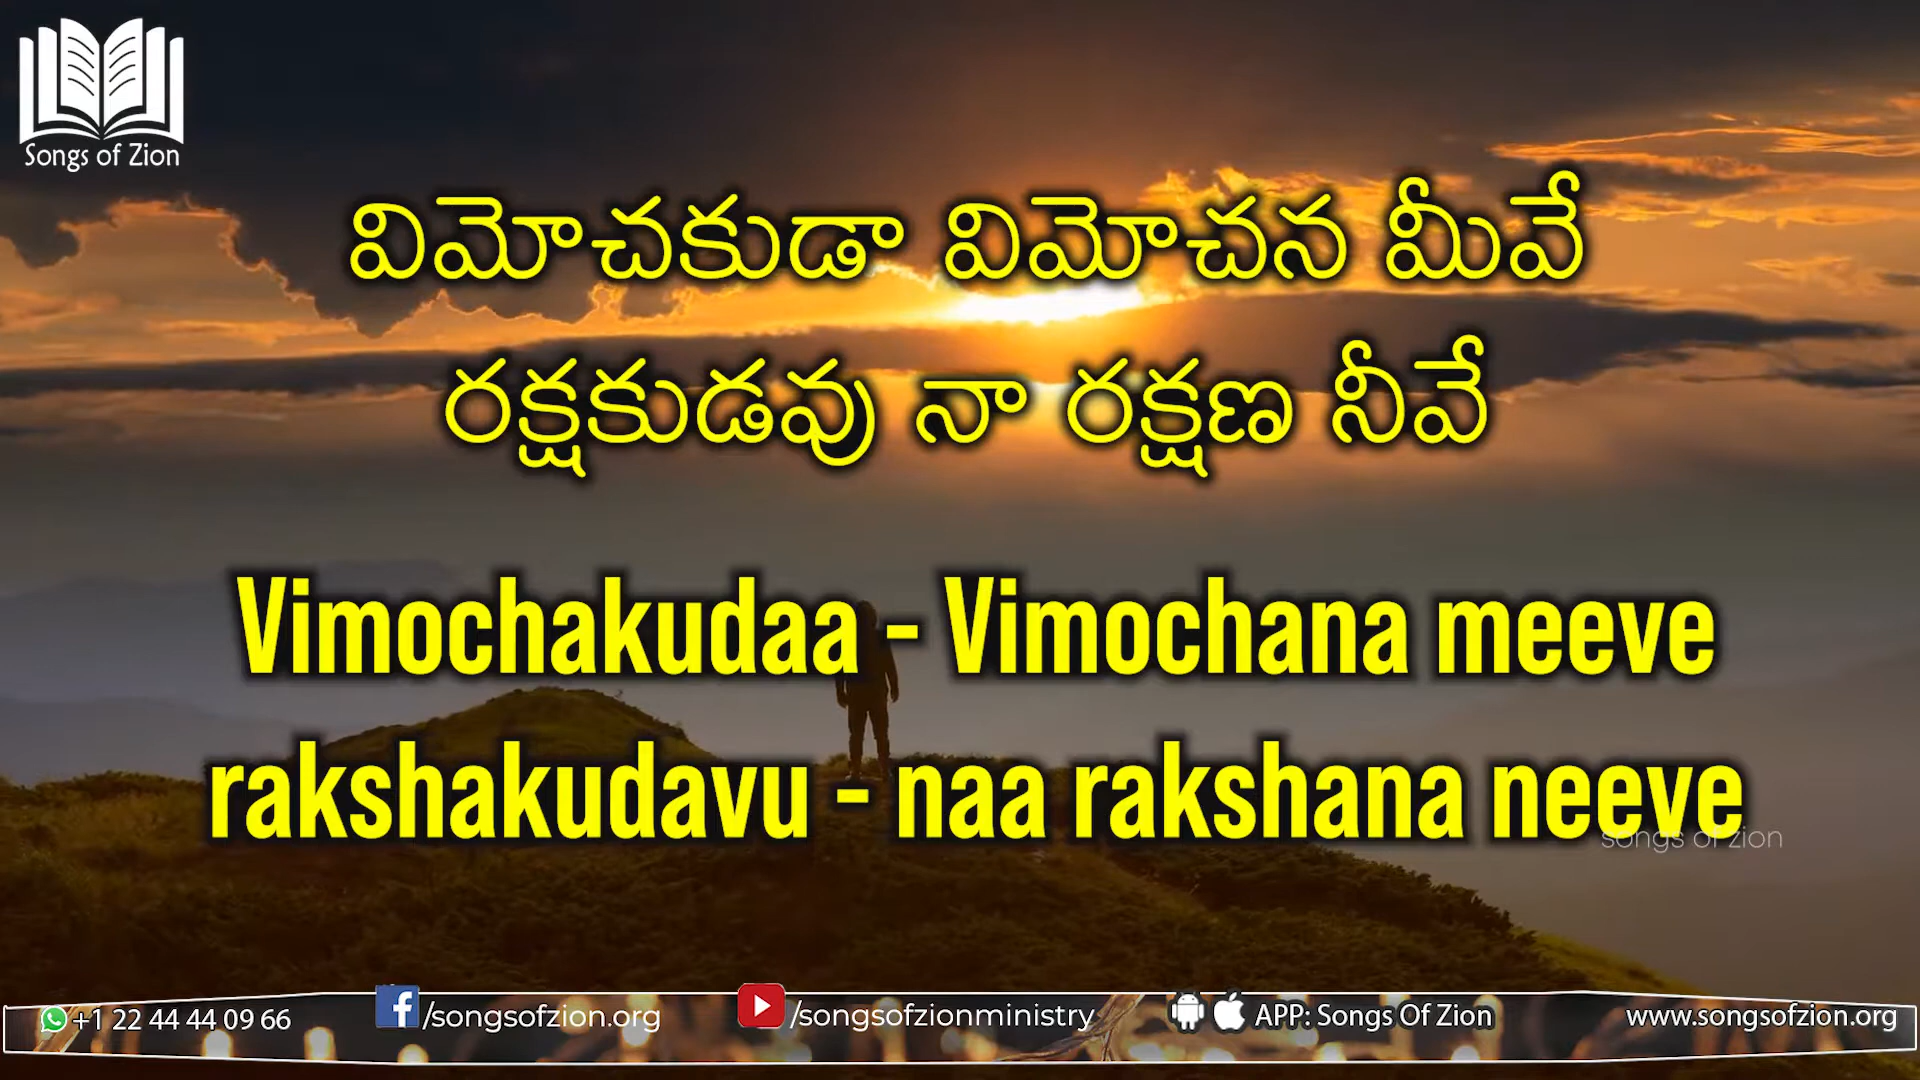 Songs of Zion
విమోచకుడా విమోచన మీవే
రక్షకుడవు నా రక్షణ నీవే
Vimochakudaa - Vimochana meeve
rakshakudavu - naa rakshana neeve
songs of zion
+1 22 44 44 09 66 /songsofzion.org /songsofzionministry APP: Songs Of Zion www.songsofzion.org